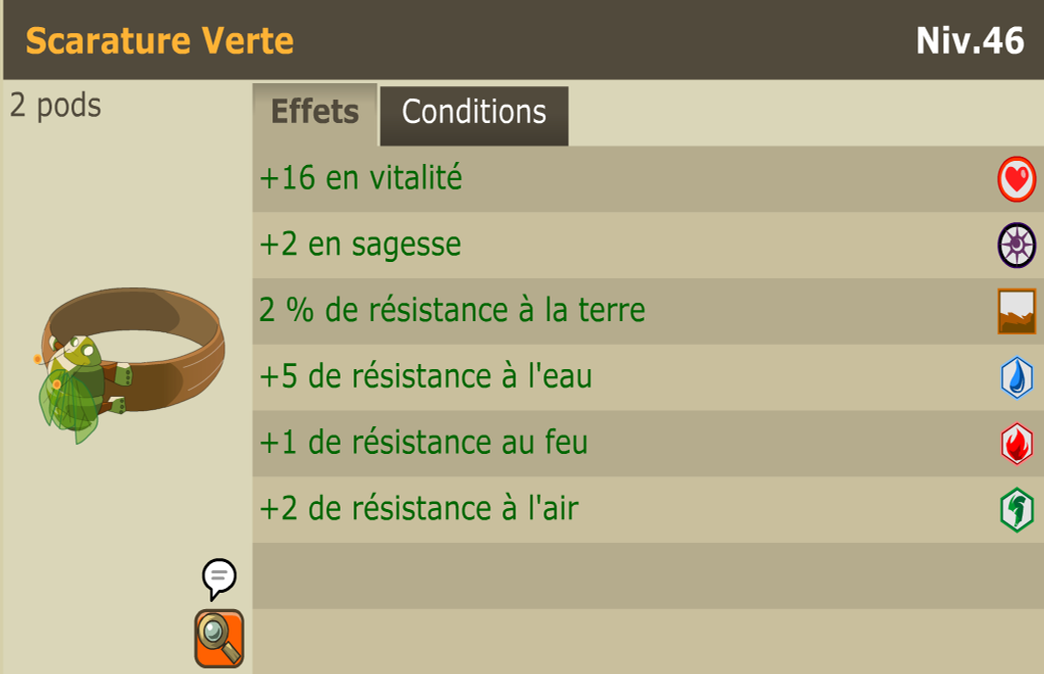 Scarature Verte
Niv.46
2 pods
Effets
Conditions
+16 en vitalité
+2 en sagesse
2 % de résistance à la terre
+5 de résistance à l'eau
+1 de résistance au feu
+2 de résistance à l'air